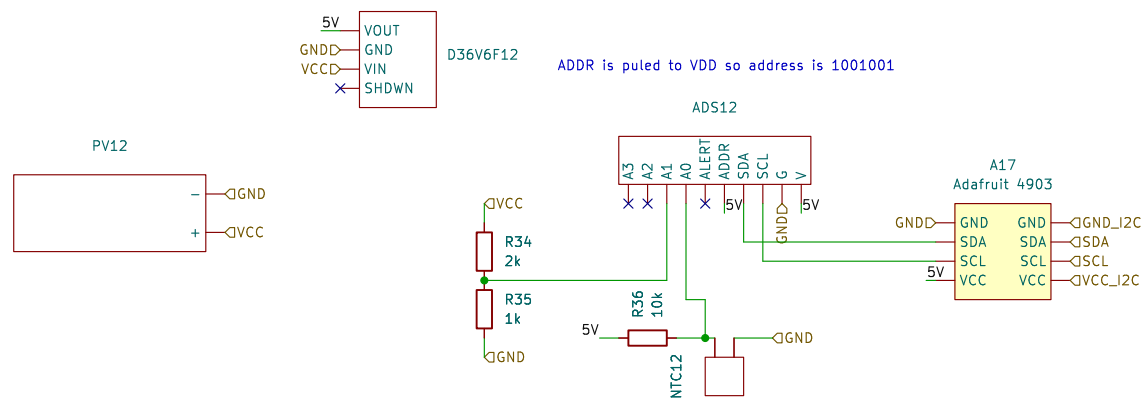 5V
VOUT
GND
GND
VCC
VIN
SHDWN
D36V6F12
ADDR is puled to VDD so address is 1001001
ADS12
A3
A2
A1
A0
ALERT
ADDR
SDA
SCL
G
V
5V
GND
5V
PV12
-
GND
+
VCC
A17
Adafruit 4903
GND
GND
GND
GND_I2C
SDA
SDA
SDA
SCL
SCL
SCL
5V
VCC
VCC
VCC_I2C
VCC
R34
2k
R35
1k
GND
R36
10k
5V
NTC12
GND